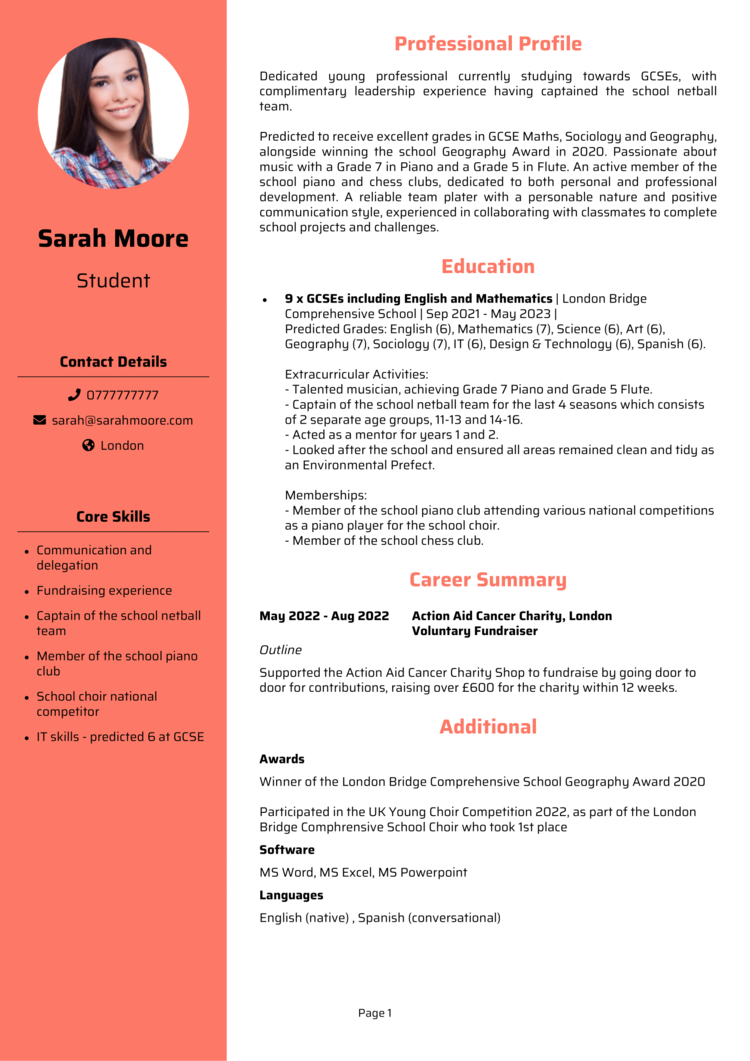 Sarah Moore
Student
Contact Details
0777777777
sarah@sarahmoore.com
London
Core Skills
• Communication and
delegation
• Fundraising experience
• Captain of the school netball
team
• Member of the school piano
club
• School choir national
competitor
• IT skills - predicted 6 at GCSE
Professional Profile
Dedicated young professional currently studying towards GCSEs, with
complimentary leadership experience having captained the school netball
team.
Predicted to receive excellent grades in GCSE Maths, Sociology and Geography,
alongside winning the school Geography Award in 2020. Passionate about
music with a Grade 7 in Piano and a Grade 5 in Flute. An active member of the
school piano and chess clubs, dedicated to both personal and professional
development. A reliable team plater with a personable nature and positive
communication style, experienced in collaborating with classmates to complete
school projects and challenges.
Education
• 9 x GCSEs including English and Mathematics | London Bridge
Comprehensive School | Sep 2021 - May 2023 |
Predicted Grades: English (6), Mathematics (7), Science (6), Art (6),
Geography (7), Sociology (7), IT (6), Design & Technology (6), Spanish (6).
Extracurricular Activities:
- Talented musician, achieving Grade 7 Piano and Grade 5 Flute.
- Captain of the school netball team for the last 4 seasons which consists
of 2 separate age groups, 11-13 and 14-16.
- Acted as a mentor for years 1 and 2.
- Looked after the school and ensured all areas remained clean and tidy as
an Environmental Prefect.
Memberships:
- Member of the school piano club attending various national competitions
as a piano player for the school choir.
- Member of the school chess club.
Career Summary
May 2022 - Aug 2022 Action Aid Cancer Charity, London
Voluntary Fundraiser
Outline
Supported the Action Aid Cancer Charity Shop to fundraise by going door to
door for contributions, raising over £600 for the charity within 12 weeks.
Additional
Awards
Winner of the London Bridge Comprehensive School Geography Award 2020
Participated in the UK Young Choir Competition 2022, as part of the London
Bridge Comphrensive School Choir who took 1st place
Software
MS Word, MS Excel, MS Powerpoint
Languages
English (native) , Spanish (conversational)
Page 1